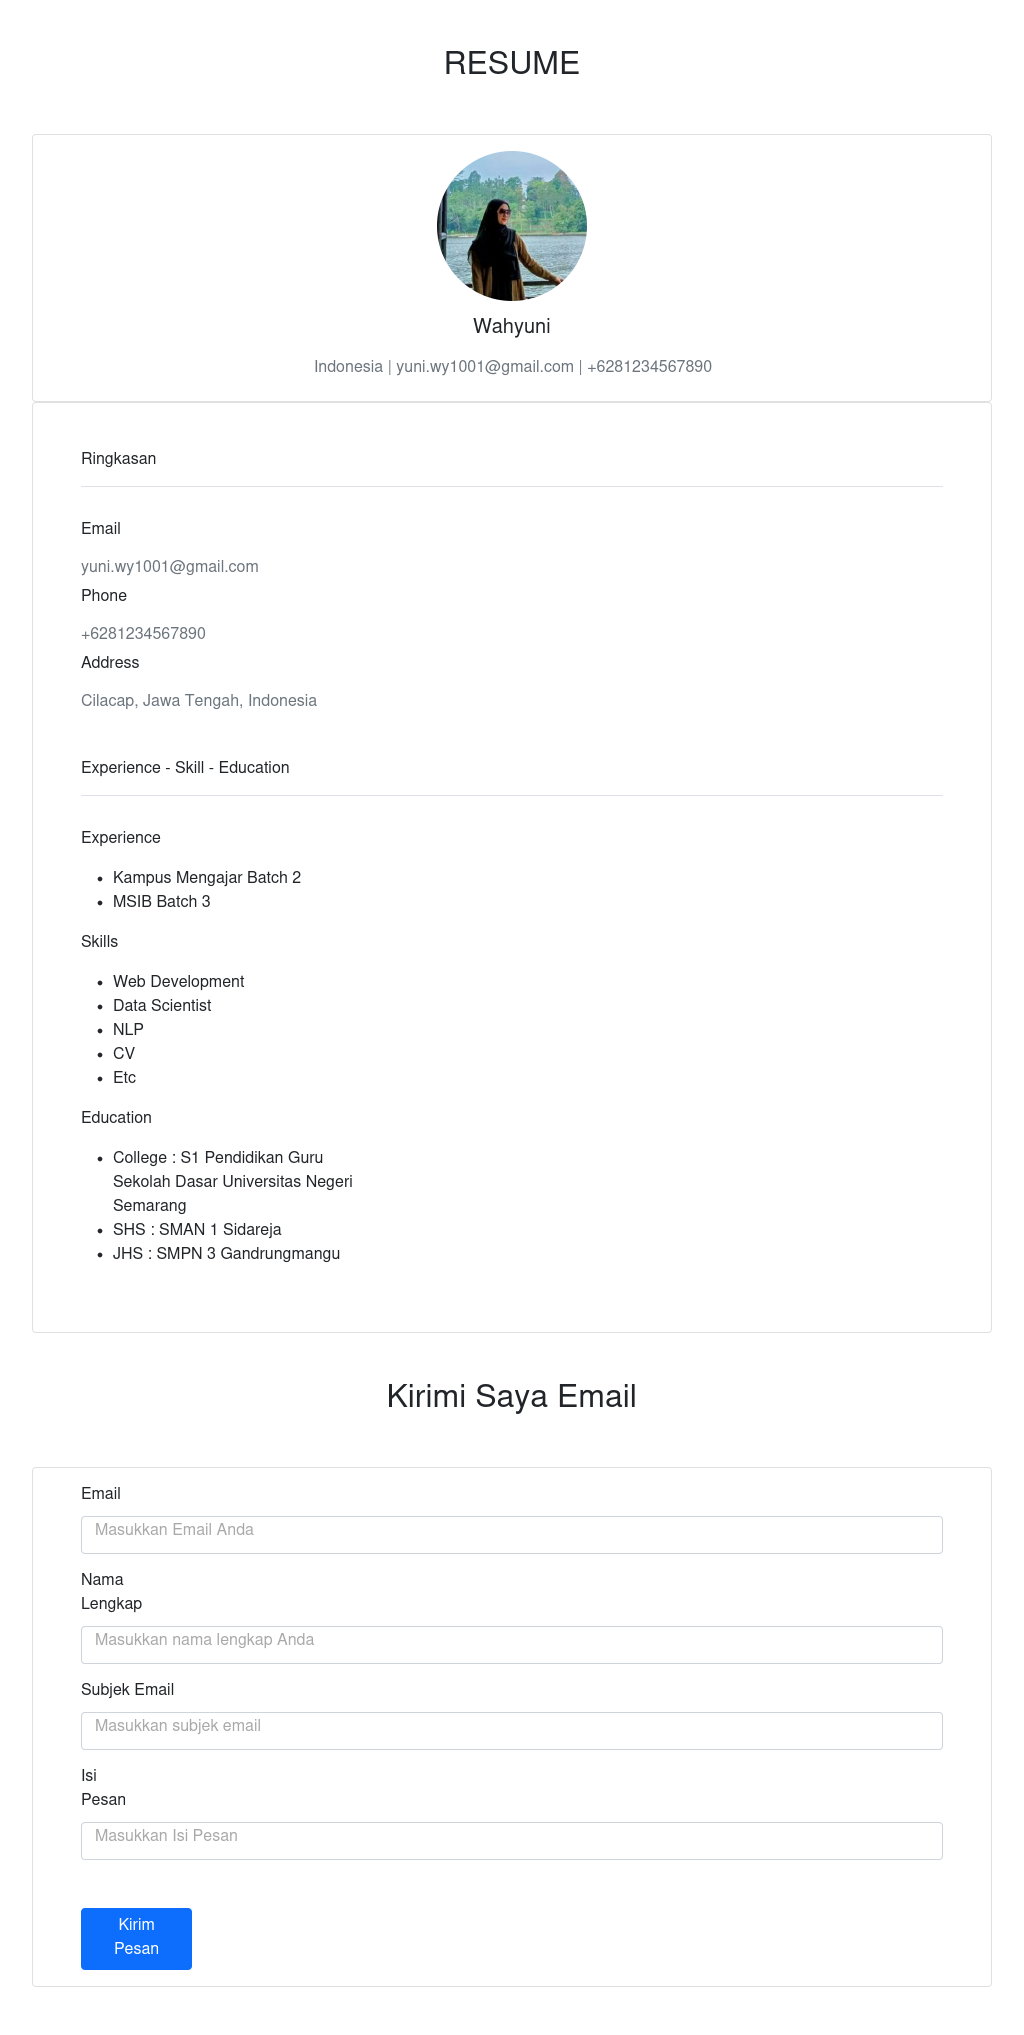 RESUME
Wahyuni
Indonesia | yuni.wy1001@gmail.com | +6281234567890
Ringkasan
Email
yuni.wy1001@gmail.com
Phone
+6281234567890
Address
Cilacap, Jawa Tengah, Indonesia
Experience - Skill - Education
Experience
• Kampus Mengajar Batch 2
• MSIB Batch 3
Skills
• Web Development
• Data Scientist
• NLP
• CV
• Etc
Education
• College : S1 Pendidikan Guru
Sekolah Dasar Universitas Negeri
Semarang
• SHS : SMAN 1 Sidareja
• JHS : SMPN 3 Gandrungmangu
Kirimi Saya Email
Email
Masukkan Email Anda
Nama
Lengkap
Masukkan nama lengkap Anda
Subjek Email
Masukkan subjek email
Isi
Pesan
Masukkan Isi Pesan
Kirim
Pesan